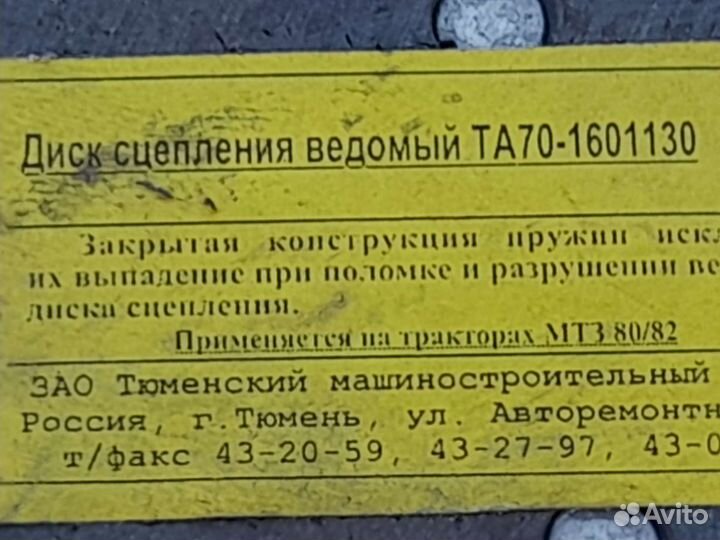 Диск сцепления ведомый ТА70-1601130
Закрытая конструкция пружин искл
их выпадение при поломке и разрушении ве
диска сцепления.
Применяется на тракторах МТЗ 80/82
ЗАО Тюменский машиностроительный
Россия, г.Тюмень, ул. Авторемонтн
т/факс 43-20-59, 43-27-97, 43-0
Avito